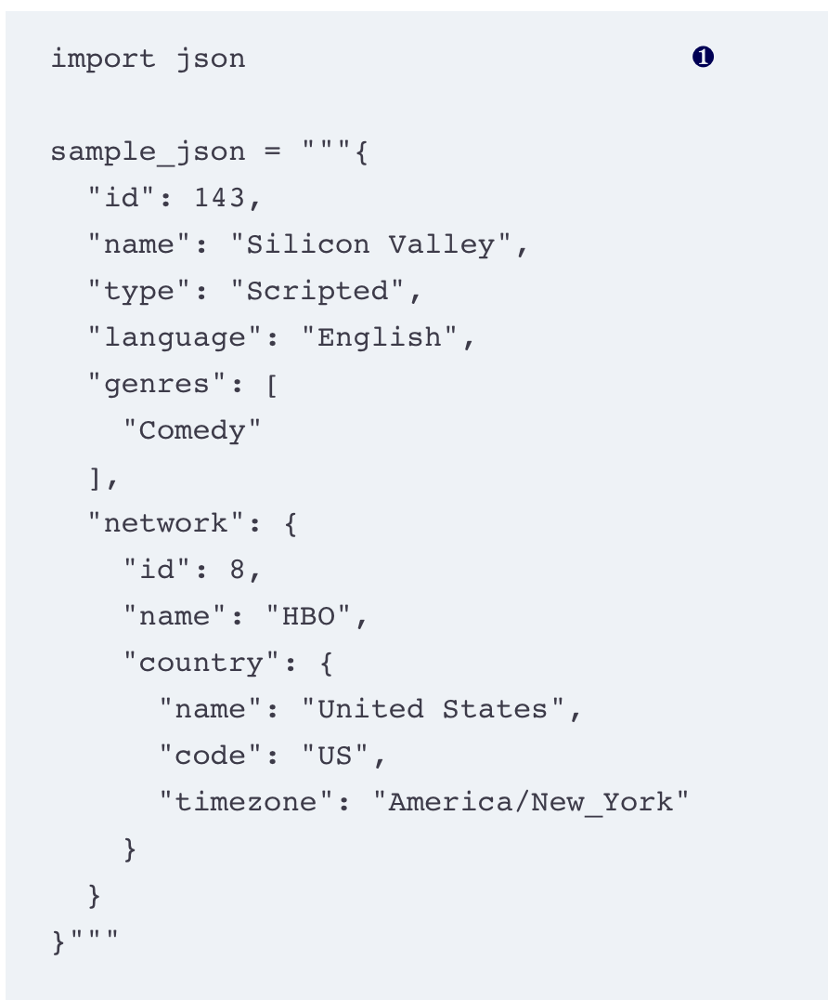 import json ❶
sample_json = """{
  "id": 143,
  "name": "Silicon Valley",
  "type": "Scripted",
  "language": "English",
  "genres": [
    "Comedy"
  ],
  "network": {
    "id": 8,
    "name": "HBO",
    "country": {
      "name": "United States",
      "code": "US",
      "timezone": "America/New_York"
    }
  }
}"""